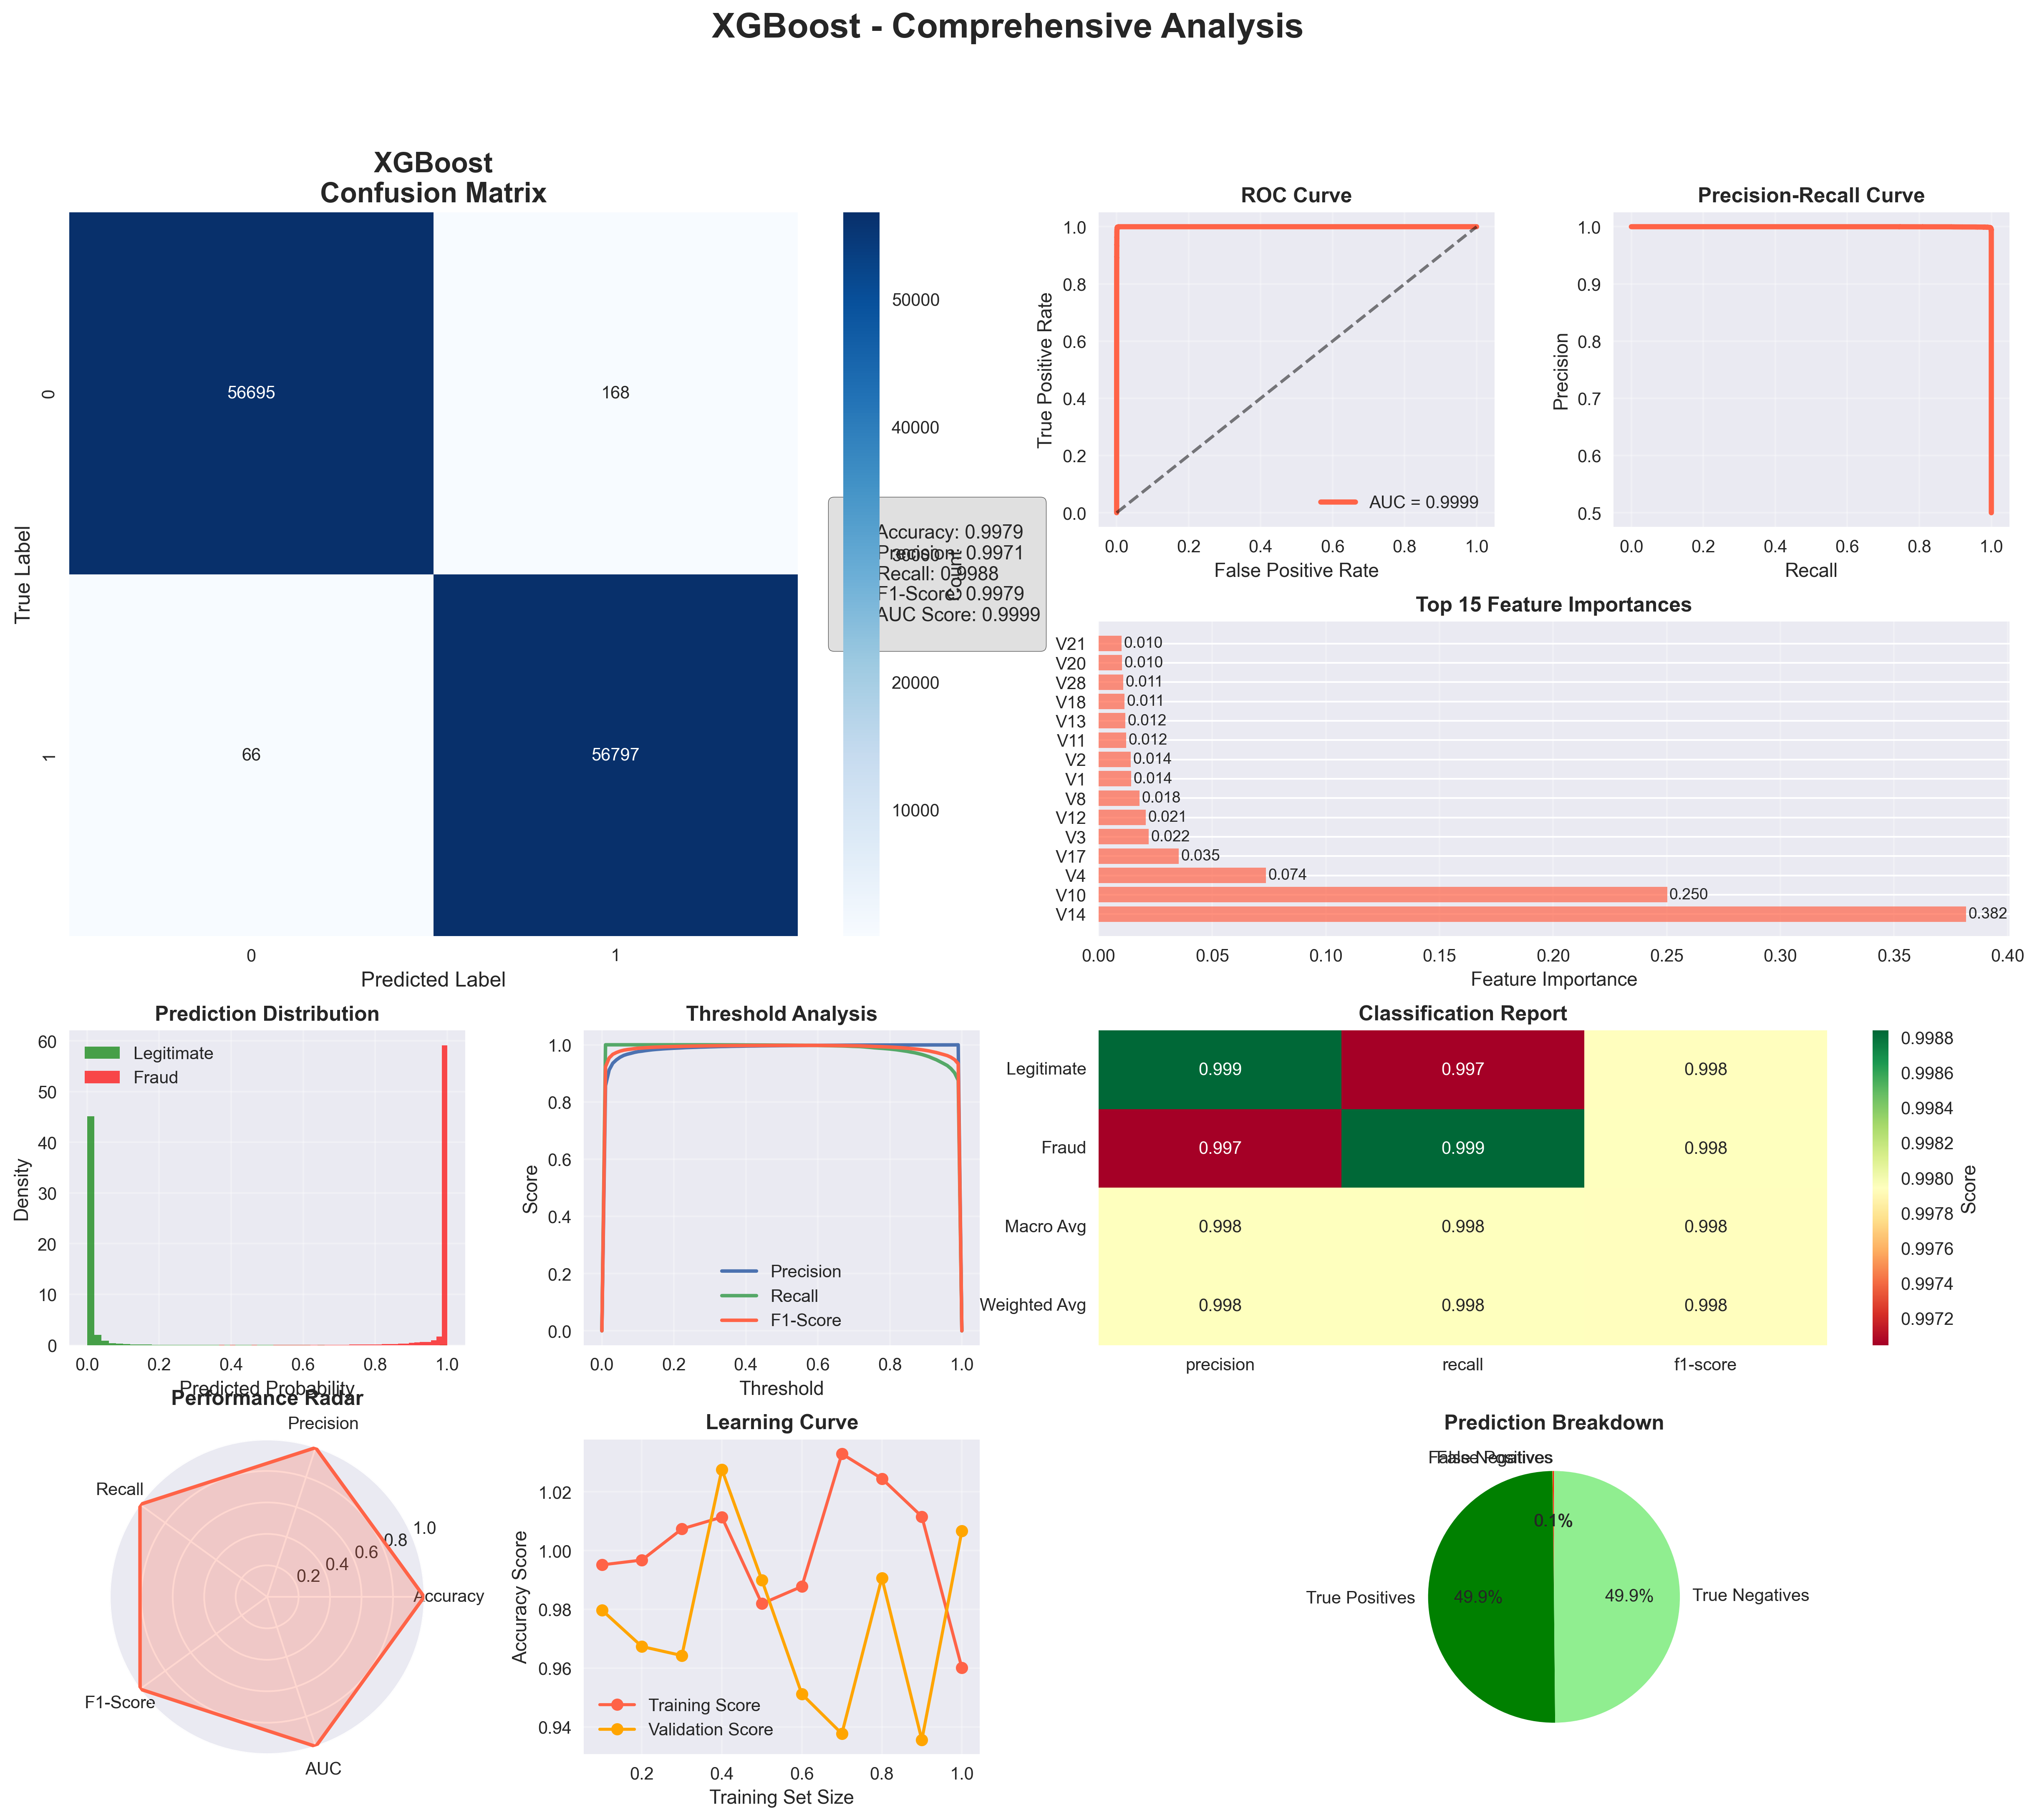 XGBoost - Comprehensive Analysis
XGBoost
Confusion Matrix
True Label
0
1
56695
168
66
56797
0
1
Predicted Label
50000
40000
30000
20000
10000
Count
Accuracy: 0.9979
Precision: 0.9971
Recall: 0.9988
F1-Score: 0.9979
AUC Score: 0.9999
ROC Curve
True Positive Rate
1.0
0.8
0.6
0.4
0.2
0.0
AUC = 0.9999
0.0 0.2 0.4 0.6 0.8 1.0
False Positive Rate
Precision-Recall Curve
Precision
1.0
0.9
0.8
0.7
0.6
0.5
0.0 0.2 0.4 0.6 0.8 1.0
Recall
Top 15 Feature Importances
V21 0.010
V20 0.010
V28 0.011
V18 0.011
V13 0.012
V11 0.012
V2 0.014
V1 0.014
V8 0.018
V12 0.021
V3 0.022
V17 0.035
V4 0.074
V10 0.250
V14 0.382
0.00 0.05 0.10 0.15 0.20 0.25 0.30 0.35 0.40
Feature Importance
Prediction Distribution
Density
60
50
40
30
20
10
0
Legitimate
Fraud
0.0 0.2 0.4 0.6 0.8 1.0
Predicted Probability
Threshold Analysis
Score
1.0
0.8
0.6
0.4
0.2
0.0
Precision
Recall
F1-Score
0.0 0.2 0.4 0.6 0.8 1.0
Threshold
Classification Report
Legitimate 0.999 0.997 0.998
Fraud 0.997 0.999 0.998
Macro Avg 0.998 0.998 0.998
Weighted Avg 0.998 0.998 0.998
precision recall f1-score
0.9988
0.9986
0.9984
0.9982
0.9980
0.9978
0.9976
0.9974
0.9972
Score
Performance Radar
Precision
Recall
Accuracy
F1-Score
AUC
0.2 0.4 0.6 0.8 1.0
Learning Curve
Accuracy Score
1.02
1.00
0.98
0.96
0.94
Training Score
Validation Score
0.2 0.4 0.6 0.8 1.0
Training Set Size
Prediction Breakdown
False Positives
False Negatives
0.1%
True Positives
49.9%
49.9%
True Negatives